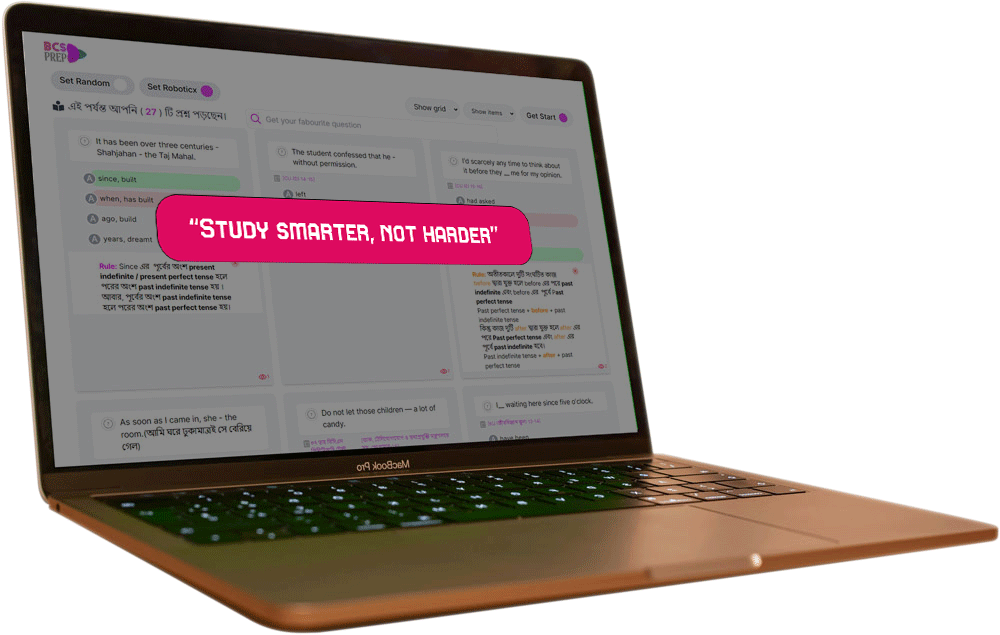 BCS
PREP
Set Random
Set Roboticx
Show grid
Show items
Get Start
এই পর্যন্ত আপনি ( 27 ) টি প্রশ্ন পড়ছেন।
Get your fabourite question
It has been over three centuries -
Shahjahan - the Taj Mahal.
A since, built
A when, has built
A ago, build
A years, dreamt
Rule: Since এর পূর্বের অংশ present
indefinite / present perfect tense হলে
পরের অংশ past indefinite tense হয়।
আবার, পূর্বের অংশ past indefinite tense
হলে পরের অংশ past perfect tense হয়।
The student confessed that he -
without permission.
A left
I'd scarcely any time to think about
it before they __ me for my opinion.
A had asked
Rule: অতীতকালে দুটি সংঘটিত কাজ
before দ্বারা যুক্ত হলে before এর পরে past
indefinite এবং before এর পূর্বে Past
perfect tense
Past perfect tense + before + past
indefinite tense
কিন্তু কাজ দুটি after দ্বারা যুক্ত হলে after এর
পরে Past perfect tense এবং after এর
পূর্বে past indefinite হবে।
Past indefinite tense + after + past
perfect tense
"Study smarter, not harder"
As soon as I came in, she - the
room.(আমি ঘরে ঢুকামাত্রই সে বেরিয়ে
গেল)
Do not let those children — a lot of
candy.
I__ waiting here since five o'clock.
A have been
MacBook Pro